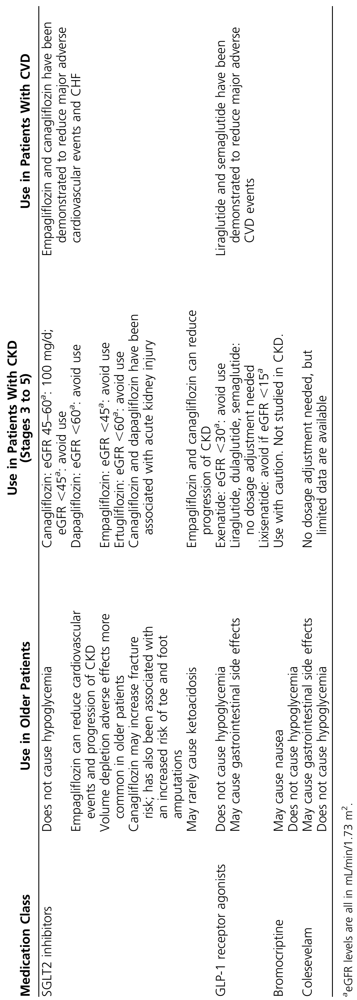 Medication Class
Use in Older Patients
Use in Patients With CKD
(Stages 3 to 5)
Use in Patients With CVD
SGLT2 inhibitors
Does not cause hypoglycemia
Empagliflozin can reduce cardiovascular
events and progression of CKD
Volume depletion adverse effects more
common in older patients
Canagliflozin may increase fracture
risk; has also been associated with
an increased risk of toe and foot
amputations
May rarely cause ketoacidosis
Canagliflozin: eGFR 45–60a: 100 mg/d;
eGFR <45a: avoid use
Dapagliflozin: eGFR <60a: avoid use
Empagliflozin: eGFR <45a: avoid use
Ertugliflozin: eGFR <60a: avoid use
Canagliflozin and dapagliflozin have been
associated with acute kidney injury
Empagliflozin and canagliflozin can reduce
progression of CKD
Empagliflozin and canagliflozin have been
demonstrated to reduce major adverse
cardiovascular events and CHF
GLP-1 receptor agonists
Does not cause hypoglycemia
May cause gastrointestinal side effects
Exenatide: eGFR <30a: avoid use
Liraglutide, dulaglutide, semaglutide:
no dosage adjustment needed
Lixisenatide: avoid if eGFR <15a
Liraglutide and semaglutide have been
demonstrated to reduce major adverse
CVD events
Bromocriptine
May cause nausea
Does not cause hypoglycemia
Use with caution. Not studied in CKD.
Colesevelam
May cause gastrointestinal side effects
Does not cause hypoglycemia
No dosage adjustment needed, but
limited data are available
a eGFR levels are all in mL/min/1.73 m2.